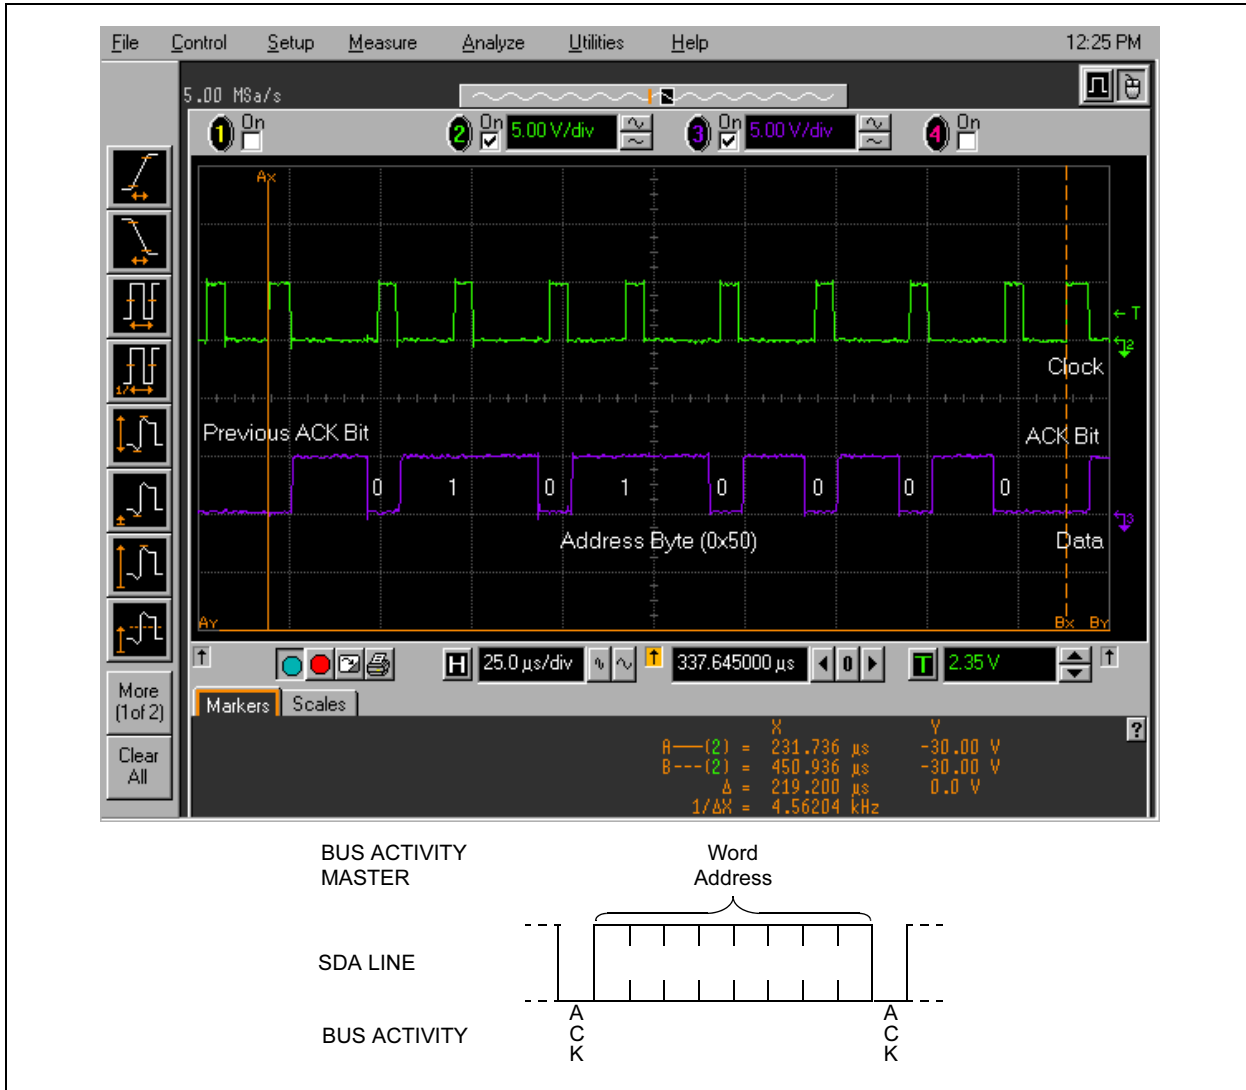 File Control Setup Measure Analyze Utilities Help 12:25 PM
5.00 MSa/s
1 On 2 On 5.00 V/div 3 On 5.00 V/div 4 On
Ax
T
2
Clock
Previous ACK Bit ACK Bit
0 1 0 1 0 0 0 0
3
Address Byte (0x50) Data
Ay Bx By
1/
H 25.0 µs/div 337.645000 µs 0 T 2.35 V
More
(1 of 2)
Clear
All
Markers Scales
?
X Y
A——(2) = 231.736 µs -30.00 V
B---(2) = 450.936 µs -30.00 V
Δ = 219.200 µs 0.0 V
1/ΔX = 4.56204 kHz
BUS ACTIVITY Word
MASTER Address
SDA LINE
BUS ACTIVITY
A
C
K
A
C
K